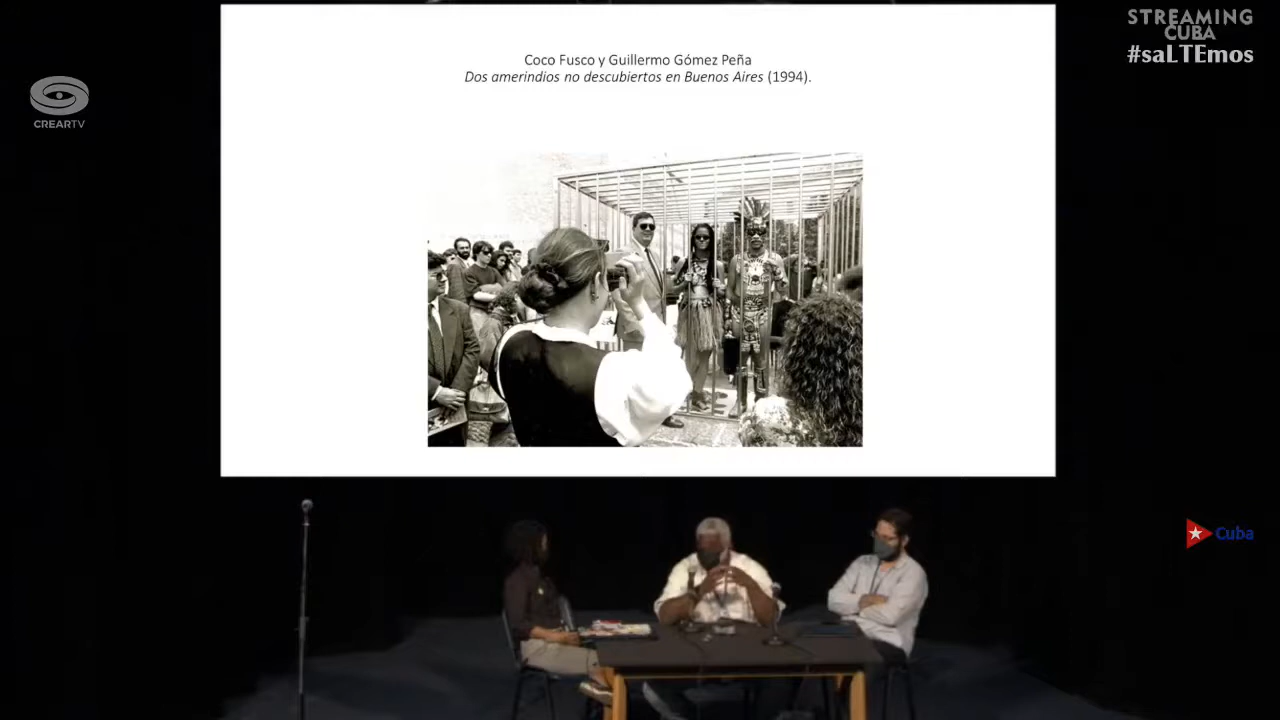 STREAMING
CUBA
#saLTEmos
CREARTV
Coco Fusco y Guillermo Gómez Peña
Dos amerindios no descubiertos en Buenos Aires (1994).
Cuba